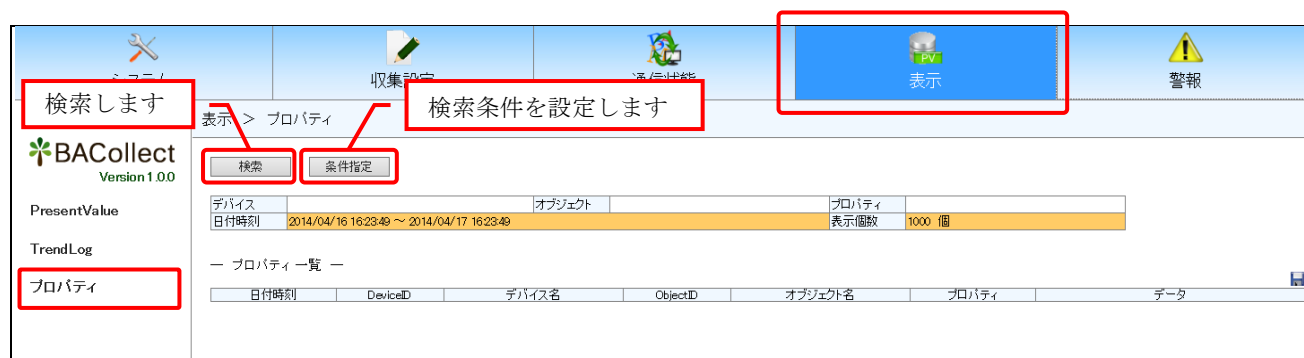 システム
収集設定
通信状態
PV
表示
警報
検索します
検索条件を設定します
表示 ＞ プロパティ
BACollect
Version 1.0.0
検索
条件指定
PresentValue
TrendLog
プロパティ
デバイス オブジェクト プロパティ
日付時刻 2014/04/16 16:23:49 ～ 2014/04/17 16:23:49 表示個数 1000 個
― プロパティ一覧 ―
日付時刻 DeviceID デバイス名 ObjectID オブジェクト名 プロパティ データ